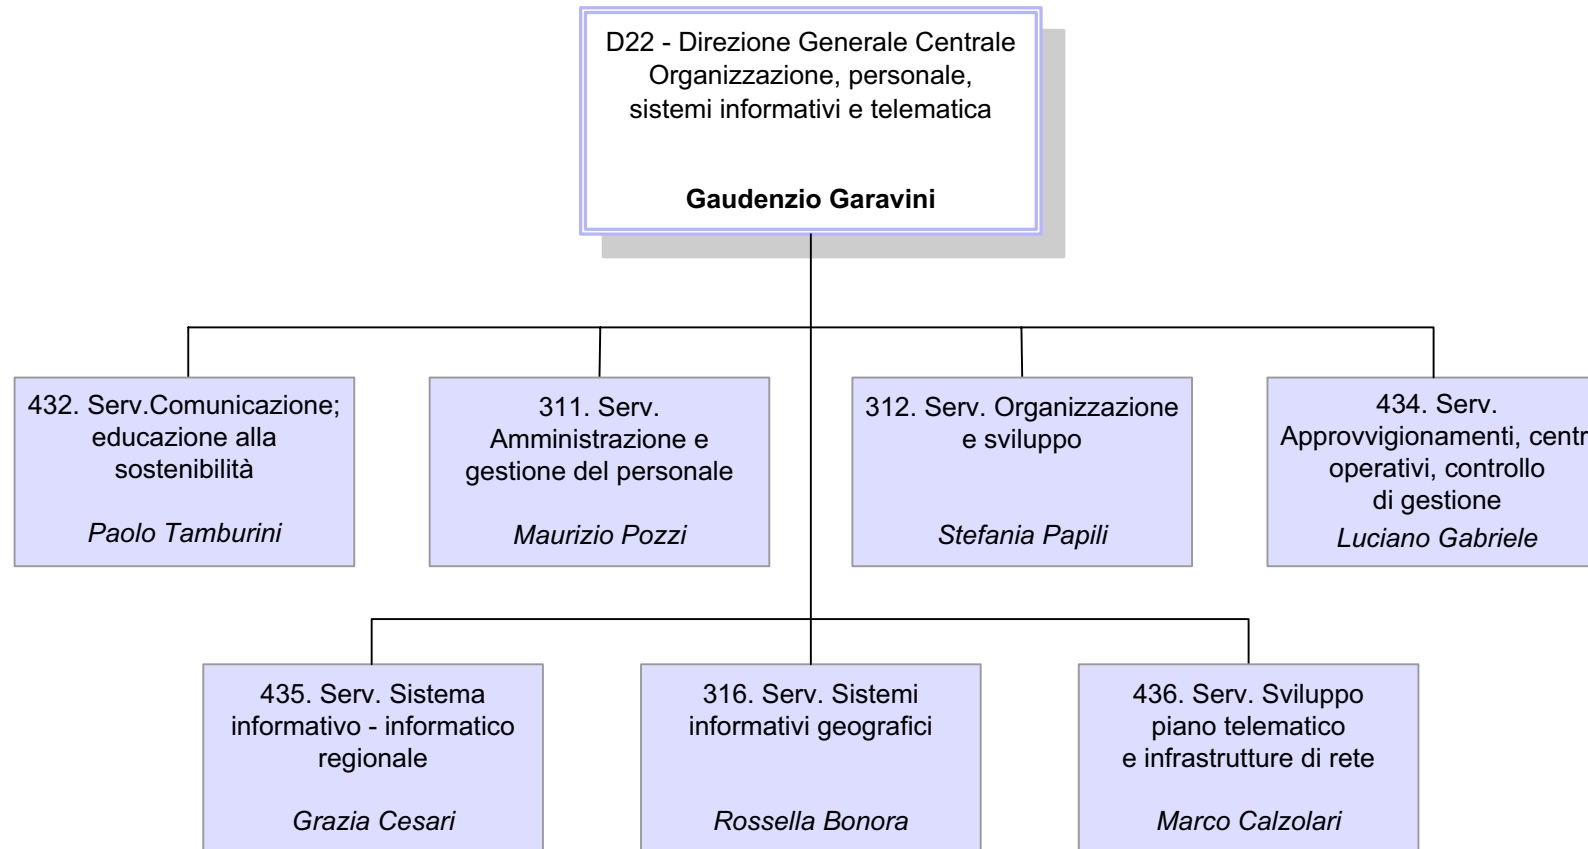 D22 - Direzione Generale Centrale
Organizzazione, personale,
sistemi informativi e telematica
Gaudenzio Garavini
432. Serv.Comunicazione;
educazione alla
sostenibilità
Paolo Tamburini
311. Serv.
Amministrazione e
gestione del personale
Maurizio Pozzi
312. Serv. Organizzazione
e sviluppo
Stefania Papili
434. Serv.
Approvvigionamenti, centr
operativi, controllo
di gestione
Luciano Gabriele
435. Serv. Sistema
informativo - informatico
regionale
Grazia Cesari
316. Serv. Sistemi
informativi geografici
Rossella Bonora
436. Serv. Sviluppo
piano telematico
e infrastrutture di rete
Marco Calzolari